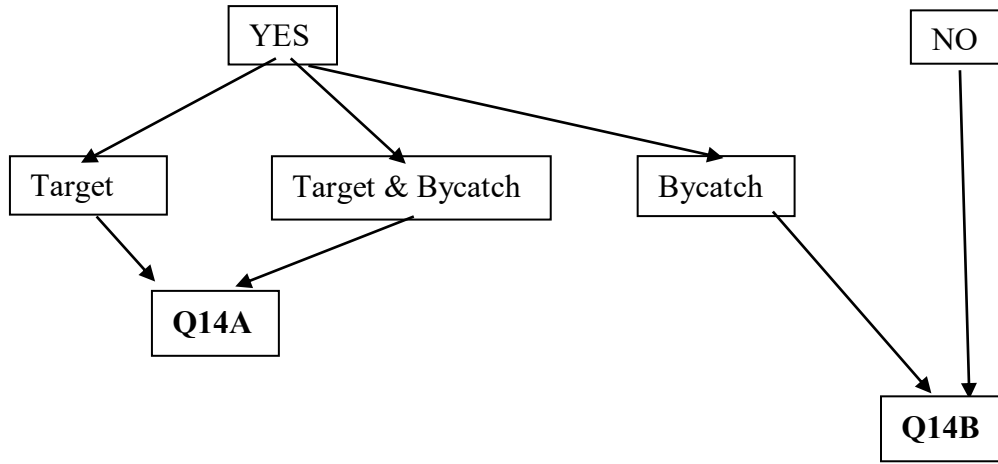 YES
NO
Target
Target & Bycatch
Bycatch
Q14A
Q14B